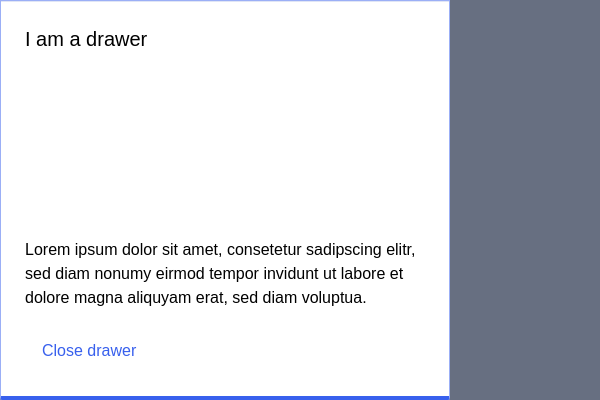 I am a drawer
Lorem ipsum dolor sit amet, consetetur sadipscing elitr,
sed diam nonumy eirmod tempor invidunt ut labore et
dolore magna aliquyam erat, sed diam voluptua.
Close drawer